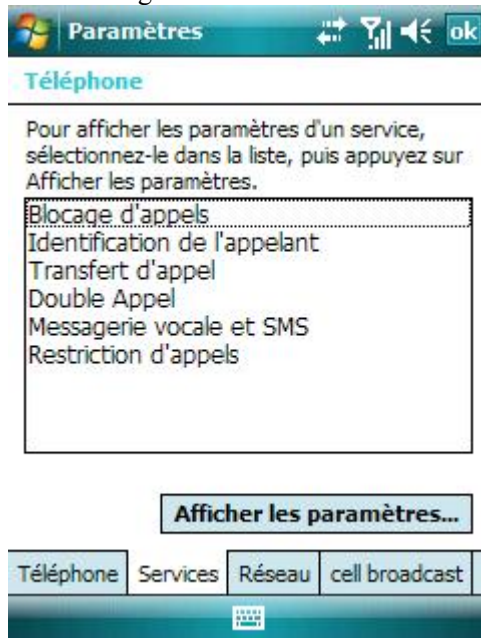 Paramètres
ok
Téléphone
Pour afficher les paramètres d'un service,
sélectionnez-le dans la liste, puis appuyez sur
Afficher les paramètres.
Blocage d'appels
Identification de l'appelant
Transfert d'appel
Double Appel
Messagerie vocale et SMS
Restriction d'appels
Afficher les paramètres...
Téléphone Services Réseau cell broadcast